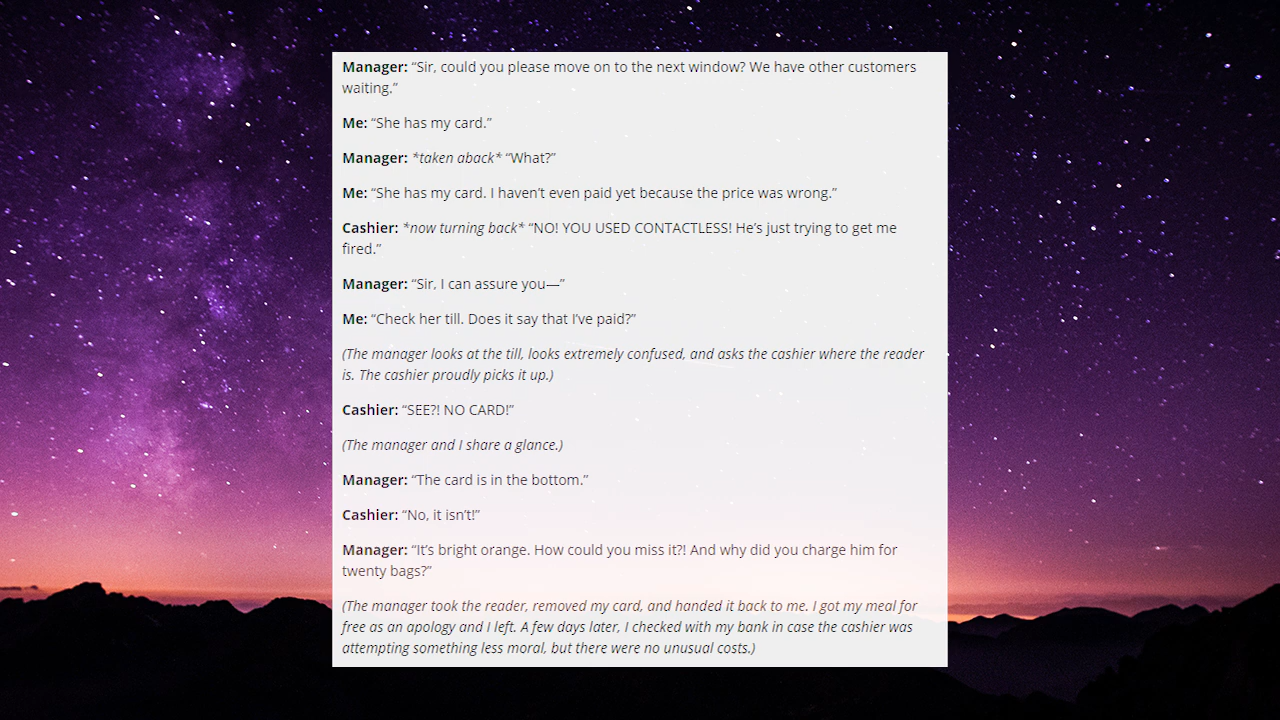 Manager: “Sir, could you please move on to the next window? We have other customers
waiting.”
Me: “She has my card.”
Manager: *taken aback* “What?”
Me: “She has my card. I haven’t even paid yet because the price was wrong.”
Cashier: *now turning back* “NO! YOU USED CONTACTLESS! He’s just trying to get me
fired.”
Manager: “Sir, I can assure you—”
Me: “Check her till. Does it say that I’ve paid?”
(The manager looks at the till, looks extremely confused, and asks the cashier where the reader
is. The cashier proudly picks it up.)
Cashier: “SEE?! NO CARD!”
(The manager and I share a glance.)
Manager: “The card is in the bottom.”
Cashier: “No, it isn’t!”
Manager: “It’s bright orange. How could you miss it?! And why did you charge him for
twenty bags?”
(The manager took the reader, removed my card, and handed it back to me. I got my meal for
free as an apology and I left. A few days later, I checked with my bank in case the cashier was
attempting something less moral, but there were no unusual costs.)